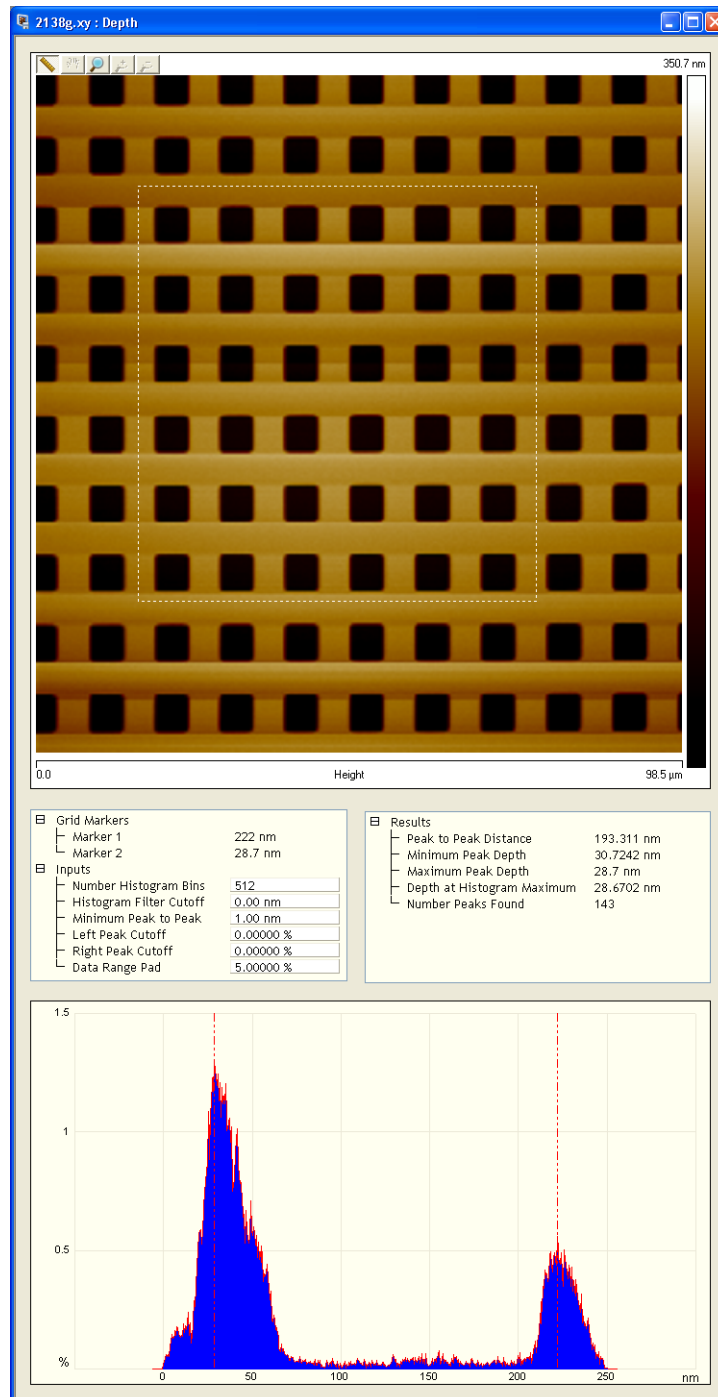 2138g.xy : Depth
350.7 nm
0.0 Height 98.5 µm
Grid Markers
Marker 1 222 nm
Marker 2 28.7 nm
Inputs
Number Histogram Bins 512
Histogram Filter Cutoff 0.00 nm
Minimum Peak to Peak 1.00 nm
Left Peak Cutoff 0.00000 %
Right Peak Cutoff 0.00000 %
Data Range Pad 5.00000 %
Results
Peak to Peak Distance 193.311 nm
Minimum Peak Depth 30.7242 nm
Maximum Peak Depth 28.7 nm
Depth at Histogram Maximum 28.6702 nm
Number Peaks Found 143
1.5
1
0.5
%
0 50 100 150 200 250 nm